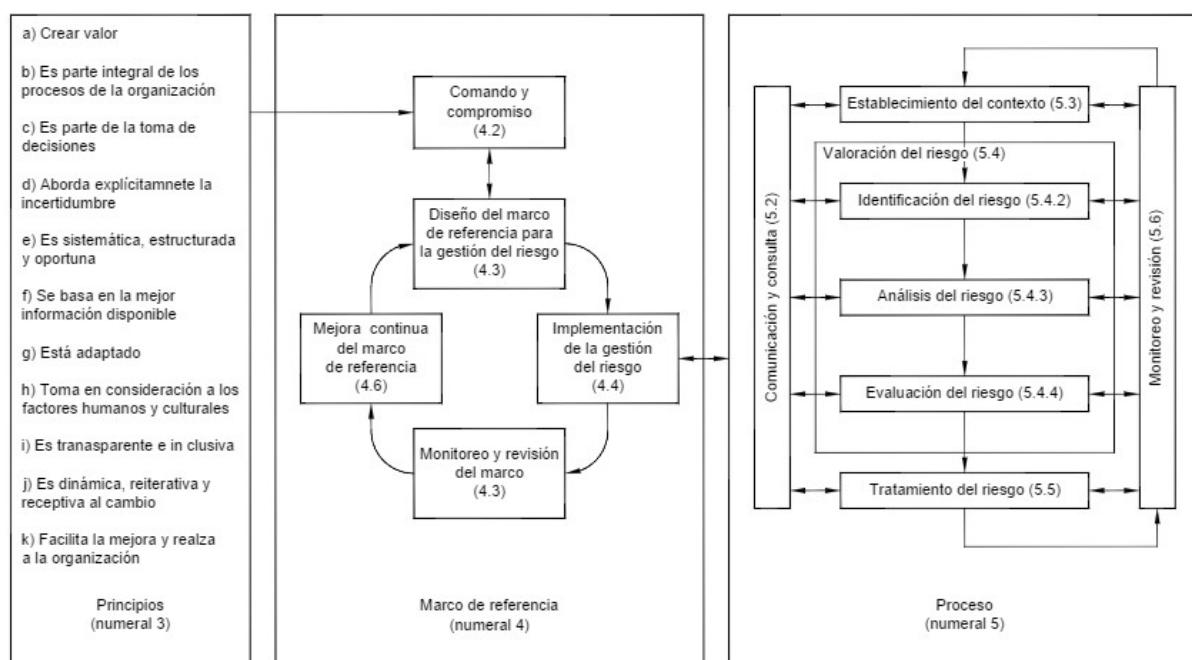 a) Crear valor
b) Es parte integral de los
procesos de la organización
c) Es parte de la toma de
decisiones
d) Aborda explícitamnete la
incertidumbre
e) Es sistemática, estructurada
y oportuna
f) Se basa en la mejor
información disponible
g) Está adaptado
h) Toma en consideración a los
factores humanos y culturales
i) Es tranasparente e in clusiva
j) Es dinámica, reiterativa y
receptiva al cambio
k) Facilita la mejora y realza
a la organización
Principios
(numeral 3)
Comando y
compromiso
(4.2)
Diseño del marco
de referencia para
la gestión del riesgo
(4.3)
Mejora continua
del marco
de referencia
(4.6)
Implementación
de la gestión
del riesgo
(4.4)
Monitoreo y revisión
del marco
(4.3)
Marco de referencia
(numeral 4)
Comunicación y consulta (5.2)
Establecimiento del contexto (5.3)
Valoración del riesgo (5.4)
Identificación del riesgo (5.4.2)
Análisis del riesgo (5.4.3)
Evaluación del riesgo (5.4.4)
Tratamiento del riesgo (5.5)
Monitoreo y revisión (5.6)
Proceso
(numeral 5)